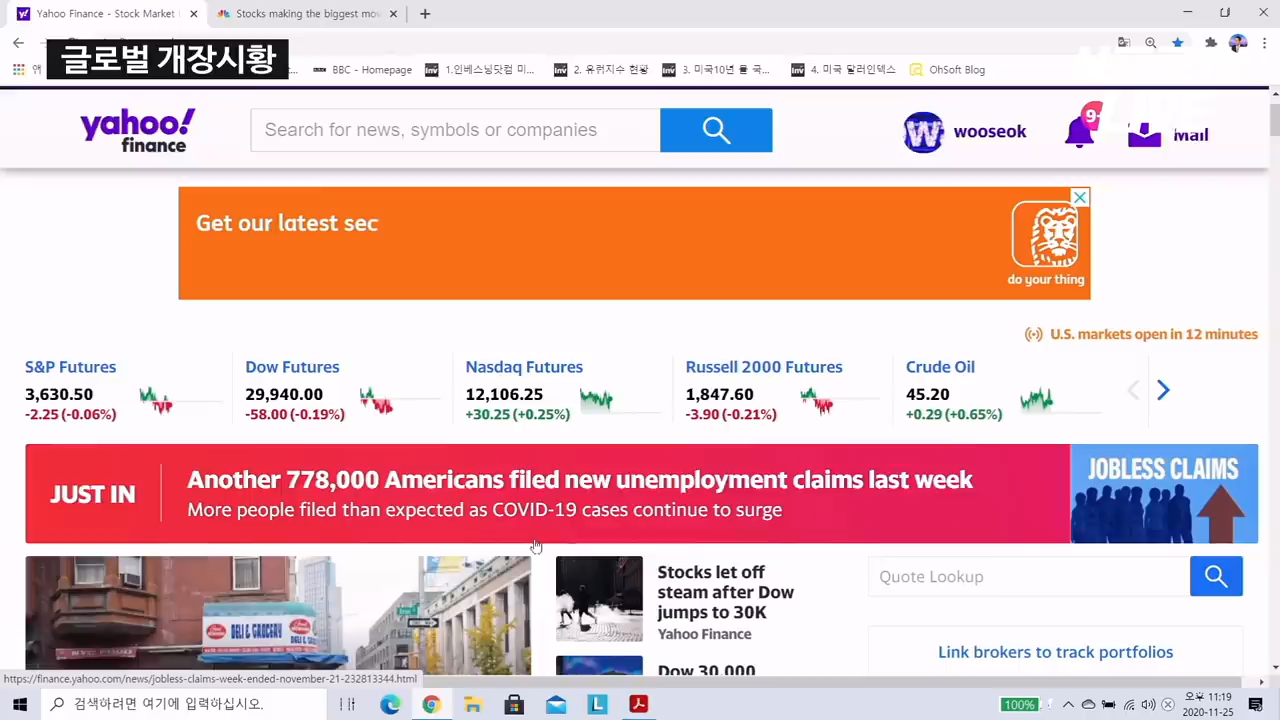 Yahoo Finance - Stock Market
Stocks making the biggest mo
글로벌 개장시황
BBC - Homepage
1.인베스닝닷컴 미...
2. 유럽지수 현황
3. 미국10년 물 국...
4. 미국 달러인덱스
OhSoft Blog
yahoo!
finance
Search for news, symbols or companies
W
wooseok
9+
Mail
LIVE
Get our latest sec
do your thing
U.S. markets open in 12 minutes
S&P Futures
3,630.50
-2.25 (-0.06%)
Dow Futures
29,940.00
-58.00 (-0.19%)
Nasdaq Futures
12,106.25
+30.25 (+0.25%)
Russell 2000 Futures
1,847.60
-3.90 (-0.21%)
Crude Oil
45.20
+0.29 (+0.65%)
JUST IN
Another 778,000 Americans filed new unemployment claims last week
More people filed than expected as COVID-19 cases continue to surge
JOBLESS CLAIMS
DELI & GROCERY
Stocks let off
steam after Dow
jumps to 30K
Yahoo Finance
Dow 30,000
Quote Lookup
Link brokers to track portfolios
https://finance.yahoo.com/news/jobless-claims-week-ended-november-21-232813344.html
검색하려면 여기에 입력하십시오.
L
100%
오후 11:19
2020-11-25